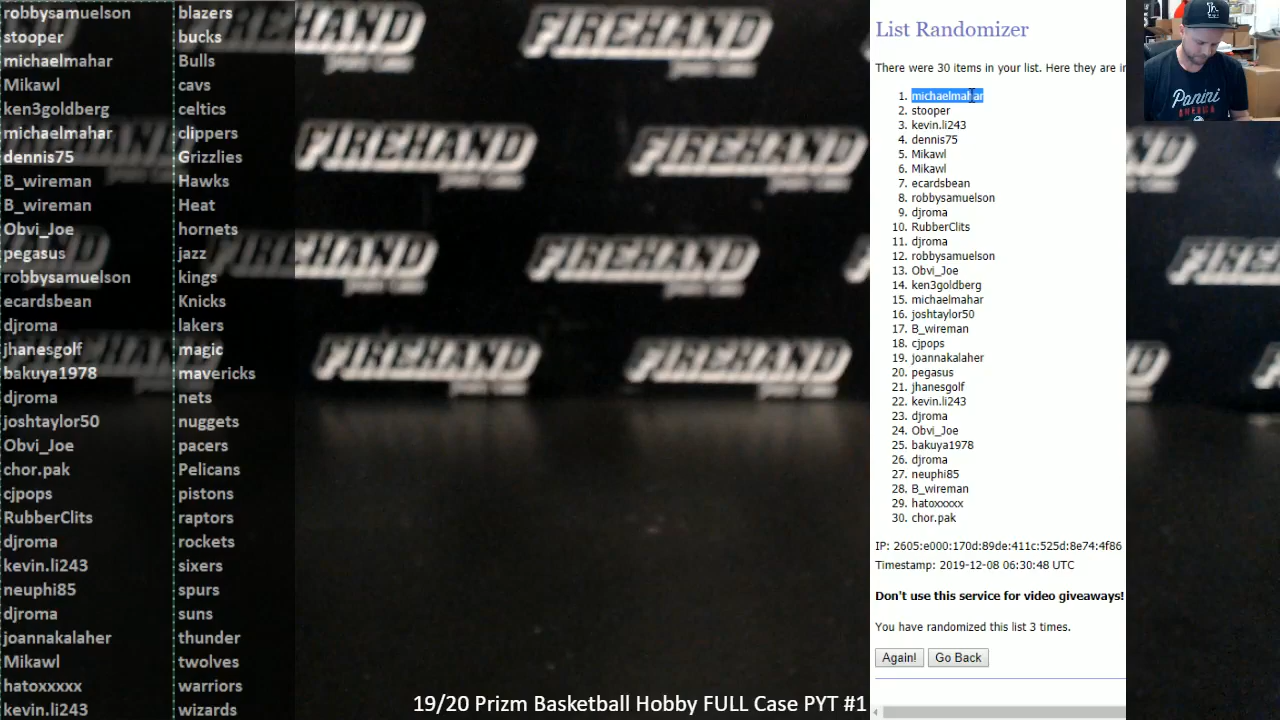 robbysamuelson blazers
stooper bucks
michaelmahar Bulls
Mikawl cavs
ken3goldberg celtics
michaelmahar clippers
dennis75 Grizzlies
B_wireman Hawks
B_wireman Heat
Obvi_Joe hornets
pegasus jazz
robbysamuelson kings
ecardsbean Knicks
djroma lakers
jhanesgolf magic
bakuya1978 mavericks
djroma nets
joshtaylor50 nuggets
Obvi_Joe pacers
chor.pak Pelicans
cjpops pistons
RubberClits raptors
djroma rockets
kevin.li243 sixers
neuphi85 spurs
djroma suns
joannakalaher thunder
Mikawl twolves
hatoxxxxx warriors
kevin.li243 wizards
FIREHAND
FIREHAND
FIREHAND
FIREHAND
FIREHAND
FIREHAND
FIREHAND
FIREHAND
19/20 Prizm Basketball Hobby FULL Case PYT #1
List Randomizer
There were 30 items in your list. Here they are in
1. michaelmahar
2. stooper
3. kevin.li243
4. dennis75
5. Mikawl
6. Mikawl
7. ecardsbean
8. robbysamuelson
9. djroma
10. RubberClits
11. djroma
12. robbysamuelson
13. Obvi_Joe
14. ken3goldberg
15. michaelmahar
16. joshtaylor50
17. B_wireman
18. cjpops
19. joannakalaher
20. pegasus
21. jhanesgolf
22. kevin.li243
23. djroma
24. Obvi_Joe
25. bakuya1978
26. djroma
27. neuphi85
28. B_wireman
29. hatoxxxxx
30. chor.pak
IP: 2605:e000:170d:89de:411c:525d:8e74:4f86
Timestamp: 2019-12-08 06:30:48 UTC
Don't use this service for video giveaways!
You have randomized this list 3 times.
Again! Go Back
PANINI
AMERICA